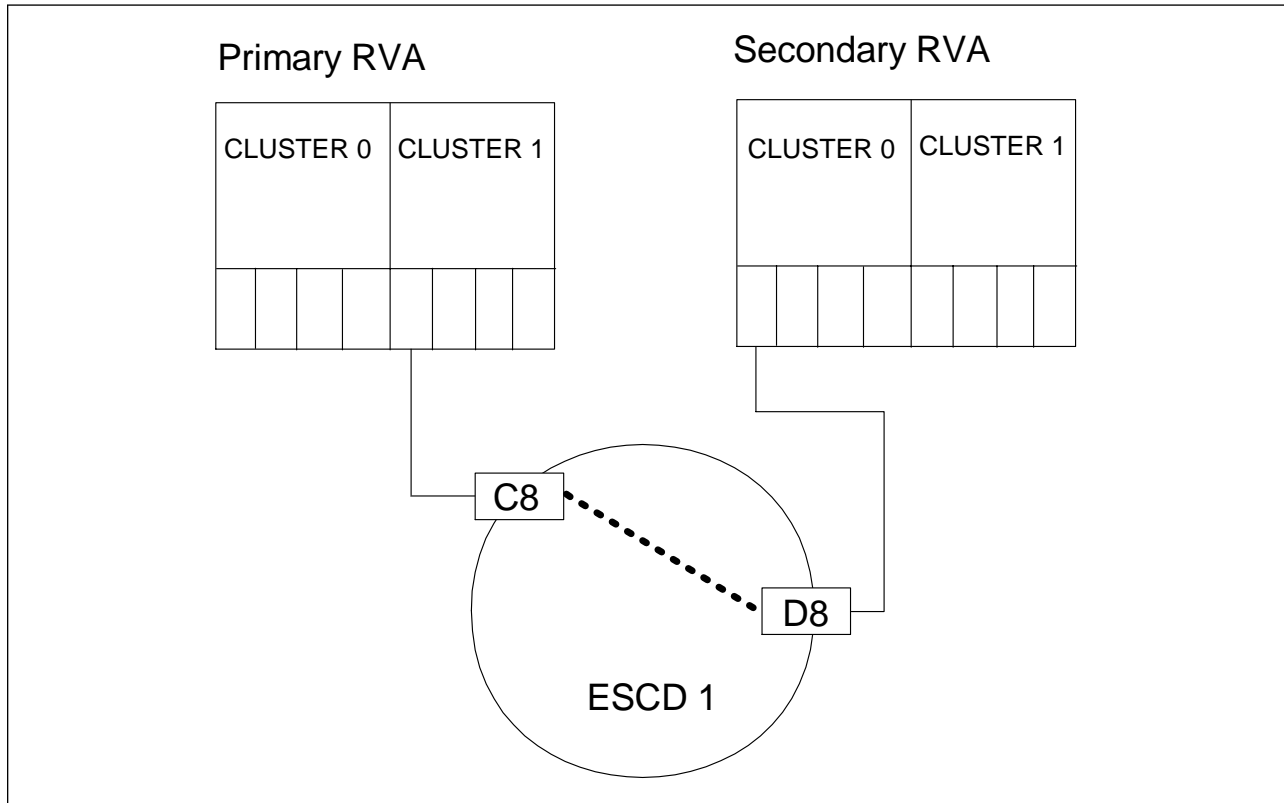 Primary RVA
Secondary RVA
CLUSTER 0
CLUSTER 1
CLUSTER 0
CLUSTER 1
C8
D8
ESCD 1